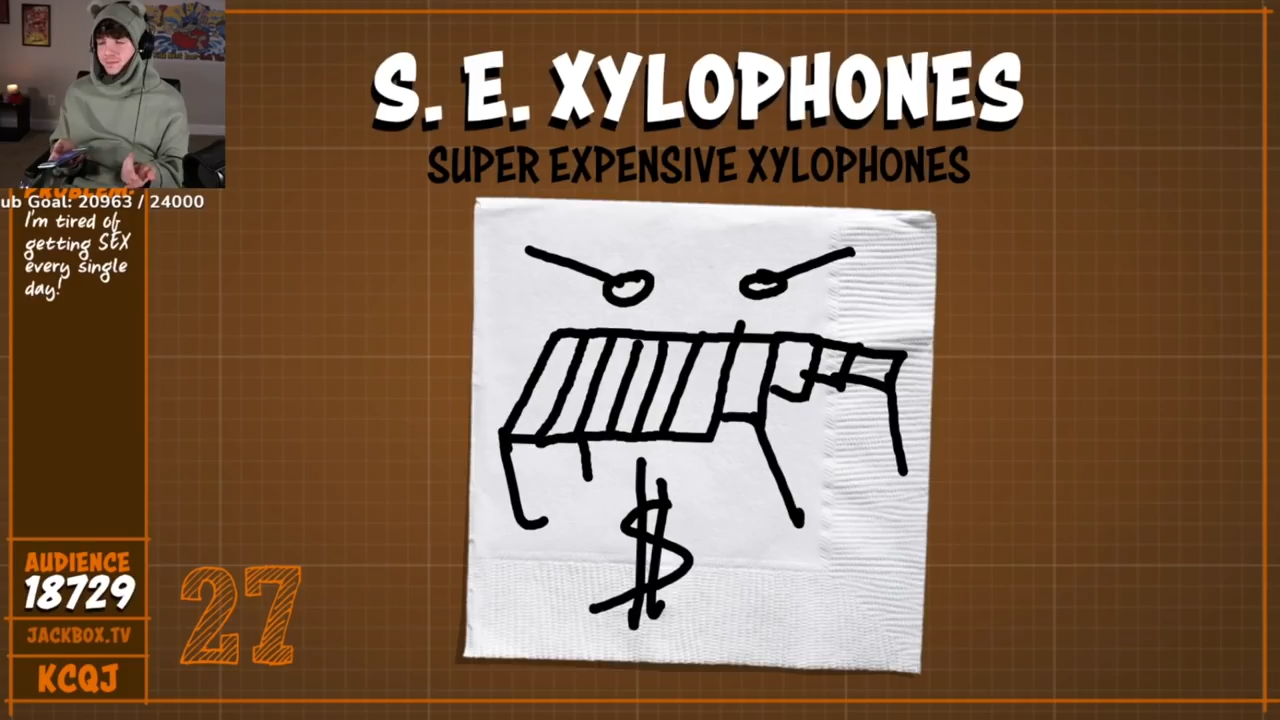 S. E. XYLOPHONES
SUPER EXPENSIVE XYLOPHONES
ub Goal: 20963 / 24000
I'm tired of
getting SEX
every single
day!
$
AUDIENCE
18729
JACKBOX.TV
KCQJ
27